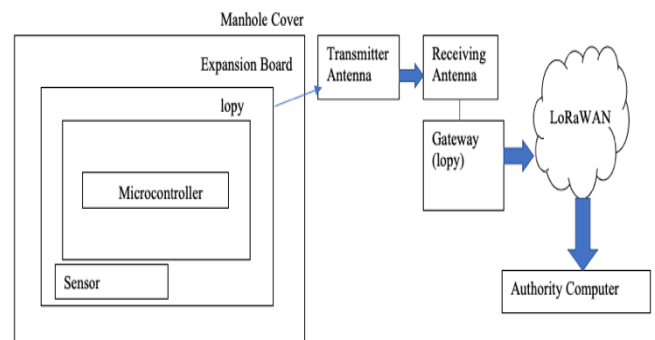 Manhole Cover
Expansion Board
lopy
Microcontroller
Sensor
Transmitter
Antenna
Receiving
Antenna
Gateway
(lopy)
LoRaWAN
Authority Computer